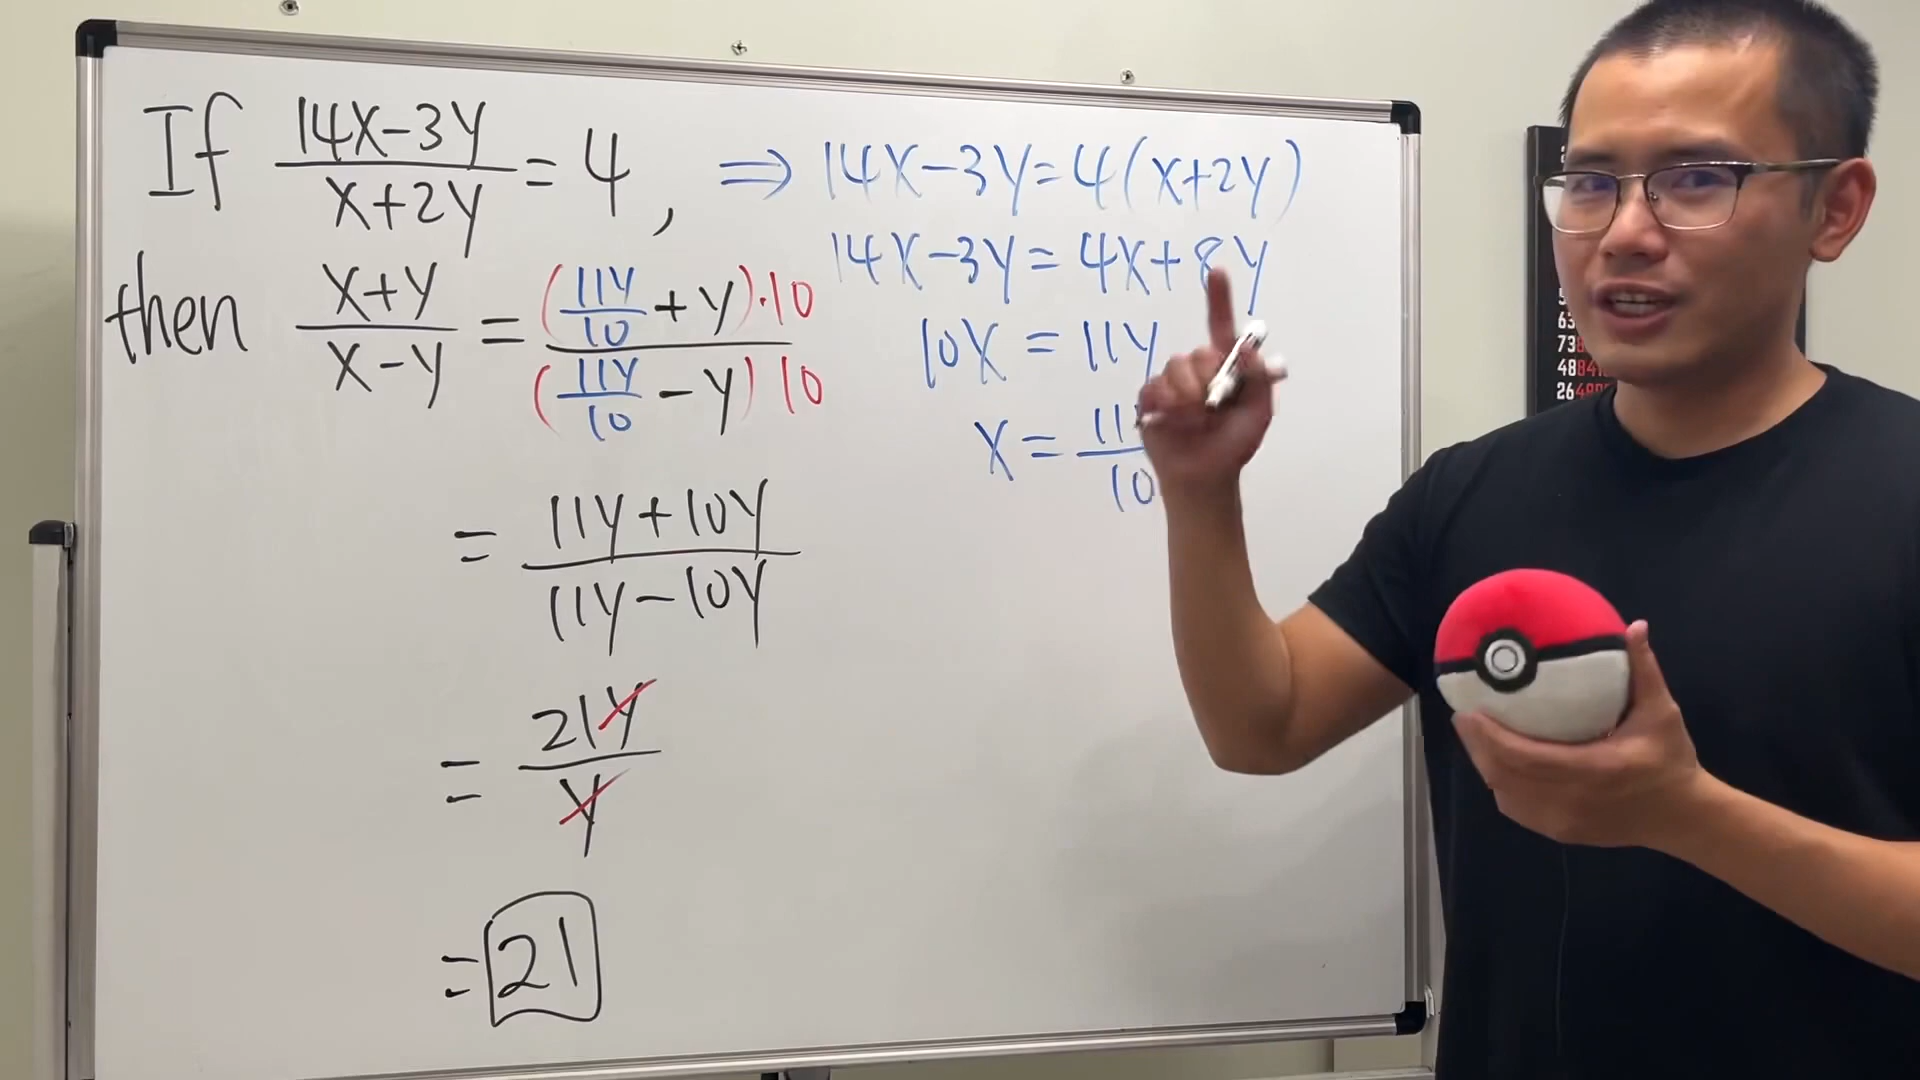 If (14x-3y)/(x+2y) = 4, ⇒ 14x-3y=4(x+2y)
14x-3y = 4x+8y
10x = 11y
x = 11y/10
then (x+y)/(x-y) = ((11y/10 + y)·10)/((11y/10 - y) 10)
= (11y+10y)/(11y-10y)
= 21y/y
= 21